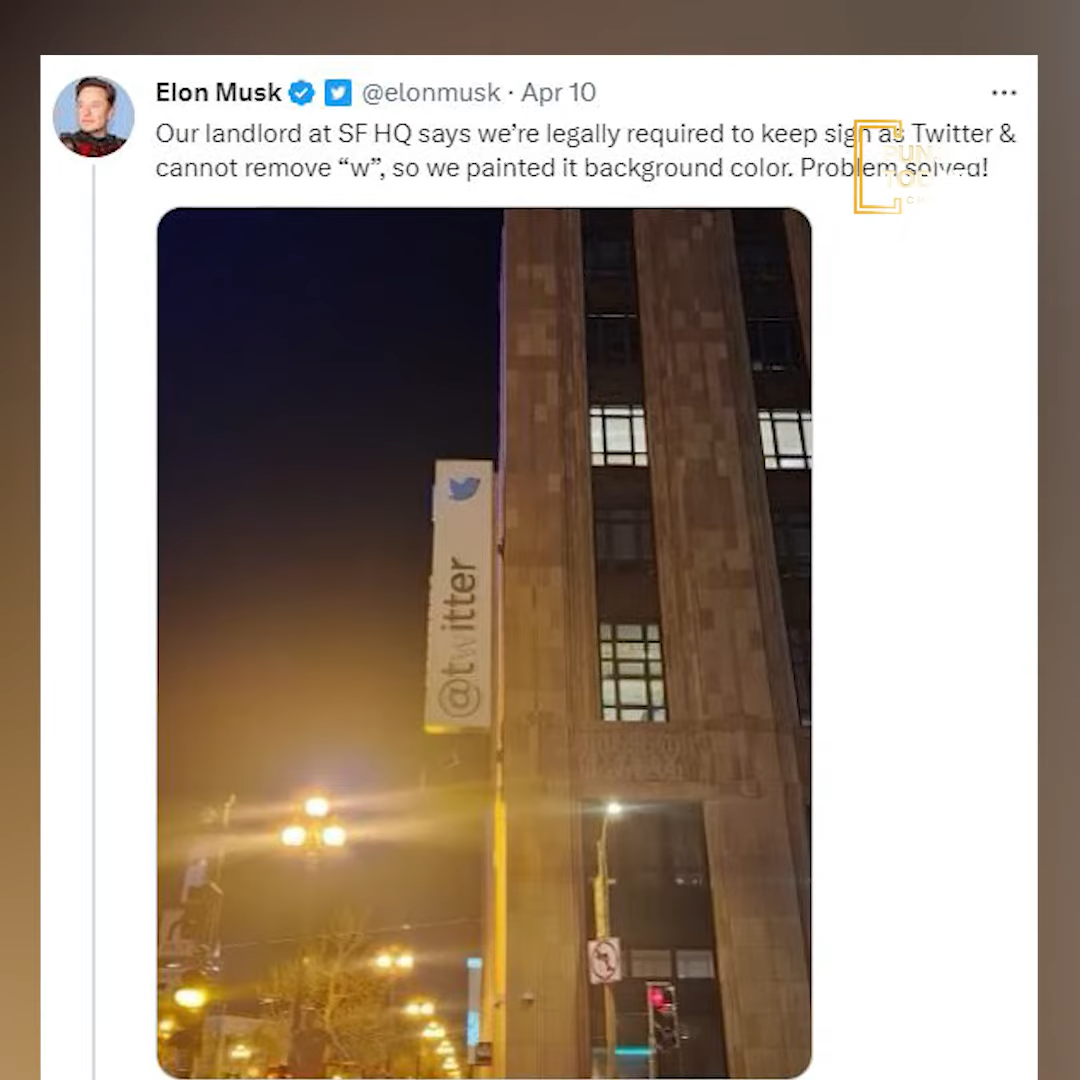 Elon Musk @elonmusk · Apr 10
Our landlord at SF HQ says we’re legally required to keep sign as Twitter &
cannot remove “w”, so we painted it background color. Problem solved!
@twitter